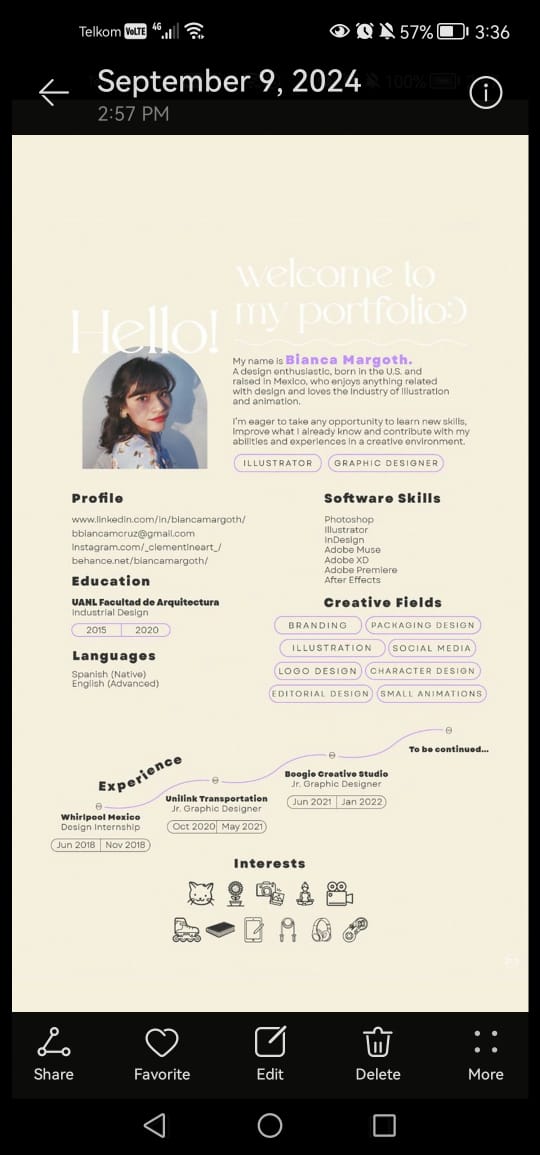 Telkom VoLTE 4G 57% 3:36
September 9, 2024
2:57 PM
welcome to
my portfolio:)
Hello!
My name is Bianca Margoth.
A design enthusiastic, born in the U.S. and
raised in Mexico, who enjoys anything related
with design and loves the industry of illustration
and animation.
I'm eager to take any opportunity to learn new skills,
improve what I already know and contribute with my
abilities and experiences in a creative environment.
ILLUSTRATOR GRAPHIC DESIGNER
Profile
www.linkedin.com/in/biancamargoth/
bbiancamcruz@gmail.com
instagram.com/_clementineart_/
behance.net/biancamargoth/
Education
UANL Facultad de Arquitectura
Industrial Design
2015 2020
Languages
Spanish (Native)
English (Advanced)
Software Skills
Photoshop
Illustrator
InDesign
Adobe Muse
Adobe XD
Adobe Premiere
After Effects
Creative Fields
BRANDING PACKAGING DESIGN
ILLUSTRATION SOCIAL MEDIA
LOGO DESIGN CHARACTER DESIGN
EDITORIAL DESIGN SMALL ANIMATIONS
Experience
Whirlpool Mexico
Design Internship
Jun 2018 Nov 2018
Unilink Transportation
Jr. Graphic Designer
Oct 2020 May 2021
Boogie Creative Studio
Jr. Graphic Designer
Jun 2021 Jan 2022
To be continued...
Interests
Share Favorite Edit Delete More